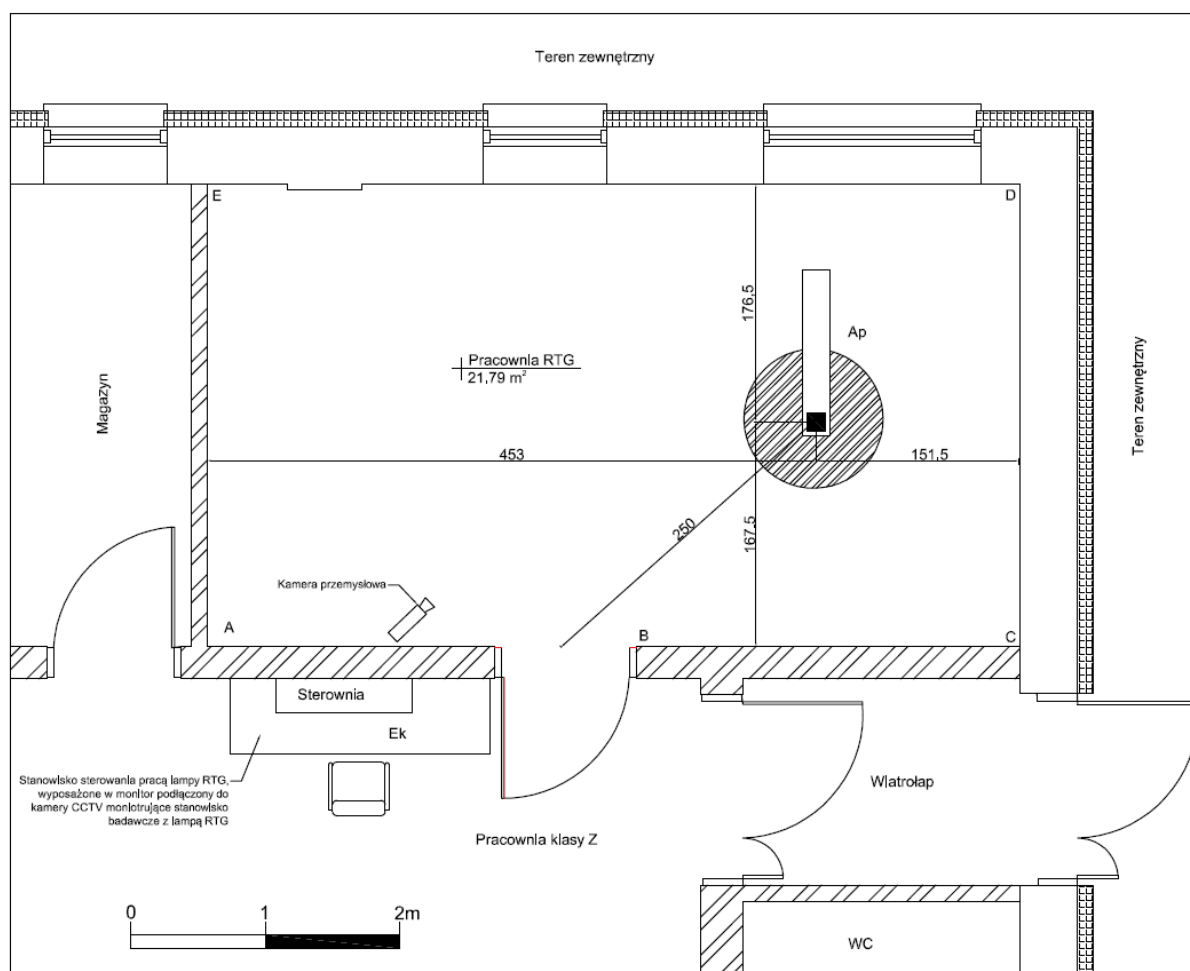 Teren zewnętrzny
E
D
176,5
Ap
Pracownia RTG
21,79 m²
Magazyn
Teren zewnętrzny
453
151,5
250
167,5
Kamera przemysłowa
A
B
C
Sterownia
Ek
Stanowisko sterowania pracą lampy RTG,
wyposażone w monitor podłączony do
kamery CCTV moniotrujące stanowisko
badawcze z lampą RTG
Wiatrołap
Pracownia klasy Z
0
1
2m
WC